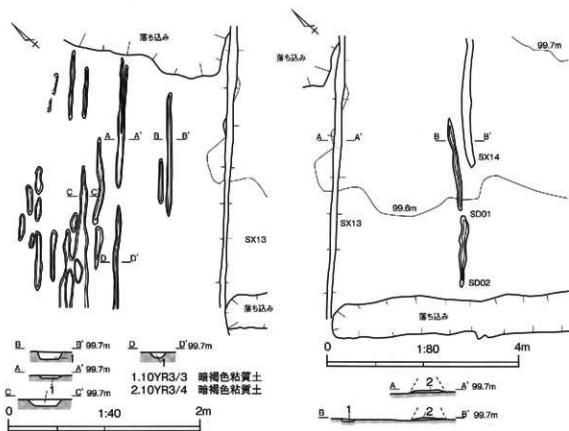 落ち込み
A A'
B B'
C C'
D D'
SX13
B B' 99.7m
A A' 99.7m
C C' 99.7m
D D' 99.7m
1
1
1.10YR3/3 暗褐色粘質土
2.10YR3/4 暗褐色粘質土
0 1:40 2m
99.7m
落ち込み
A A'
B B'
SX14
99.6m
SX13
SD01
SD02
落ち込み
0 1:80 4m
A 2 A' 99.7m
B 1 2 B' 99.7m